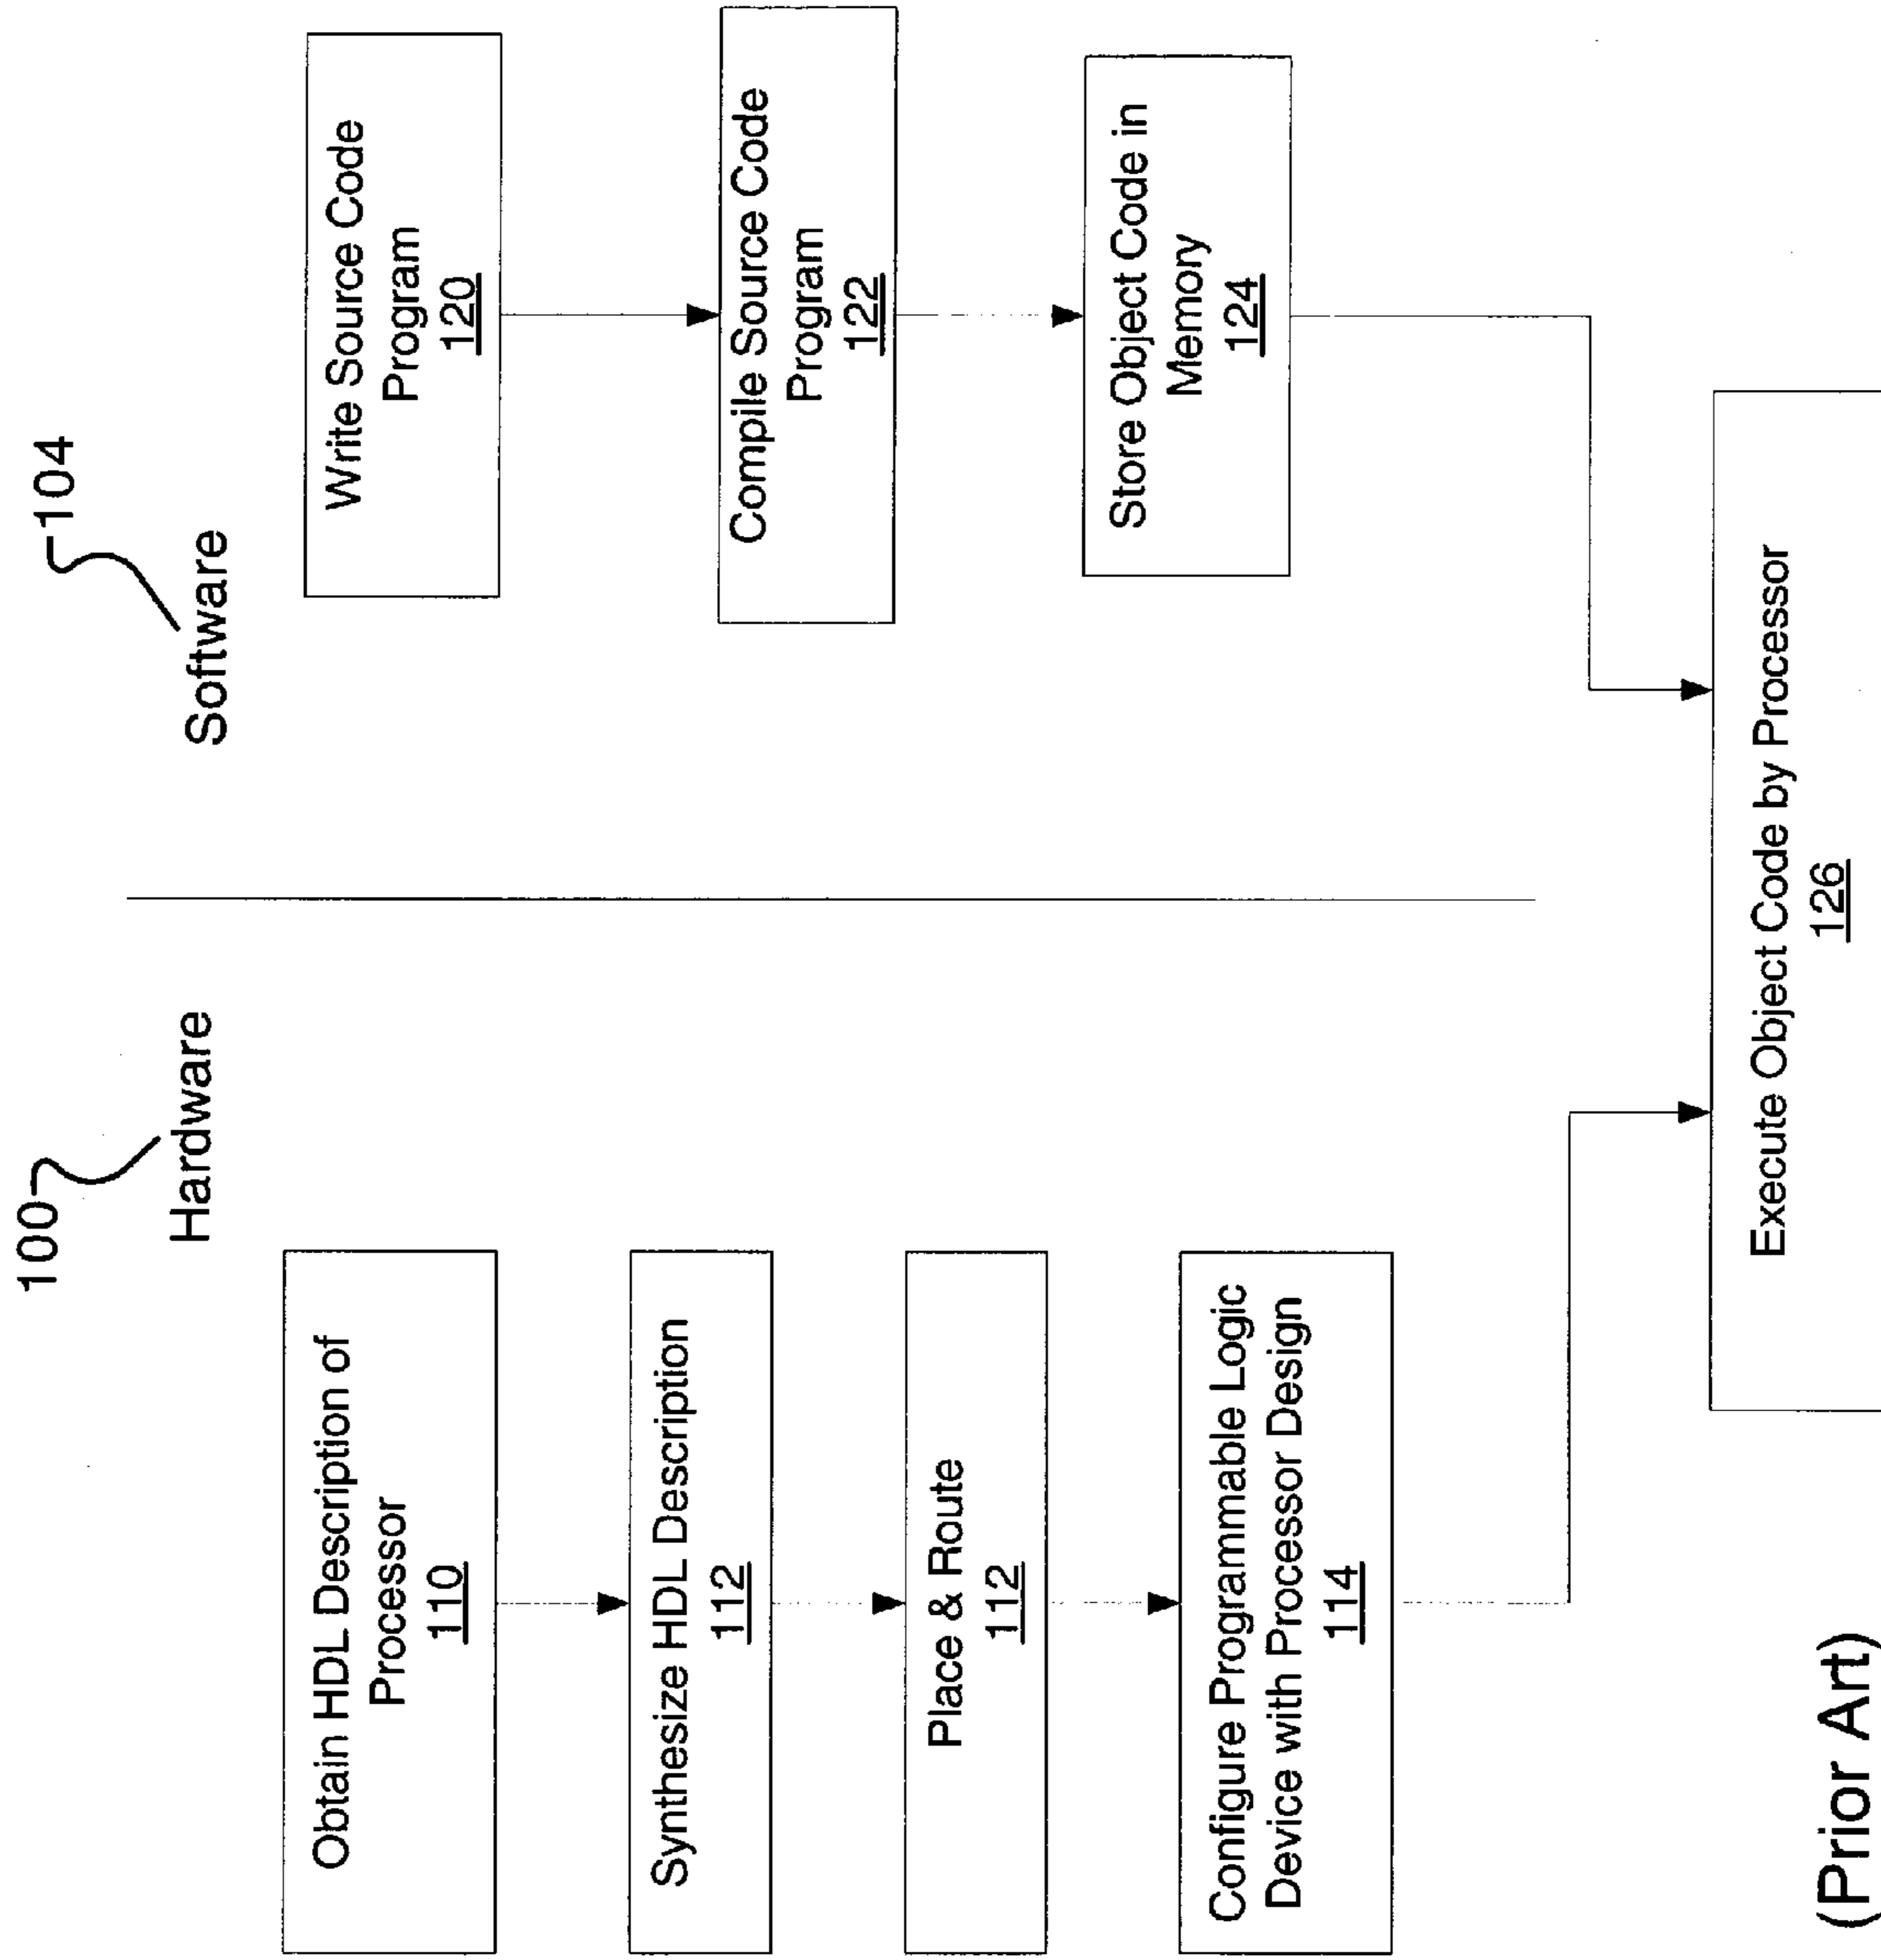 100
Hardware
104
Software
Obtain HDL Description of
Processor
110
Synthesize HDL Description
112
Place & Route
112
Configure Programmable Logic
Device with Processor Design
114
Write Source Code
Program
120
Compile Source Code
Program
122
Store Object Code in
Memory
124
Execute Object Code by Processor
126
(Prior Art)